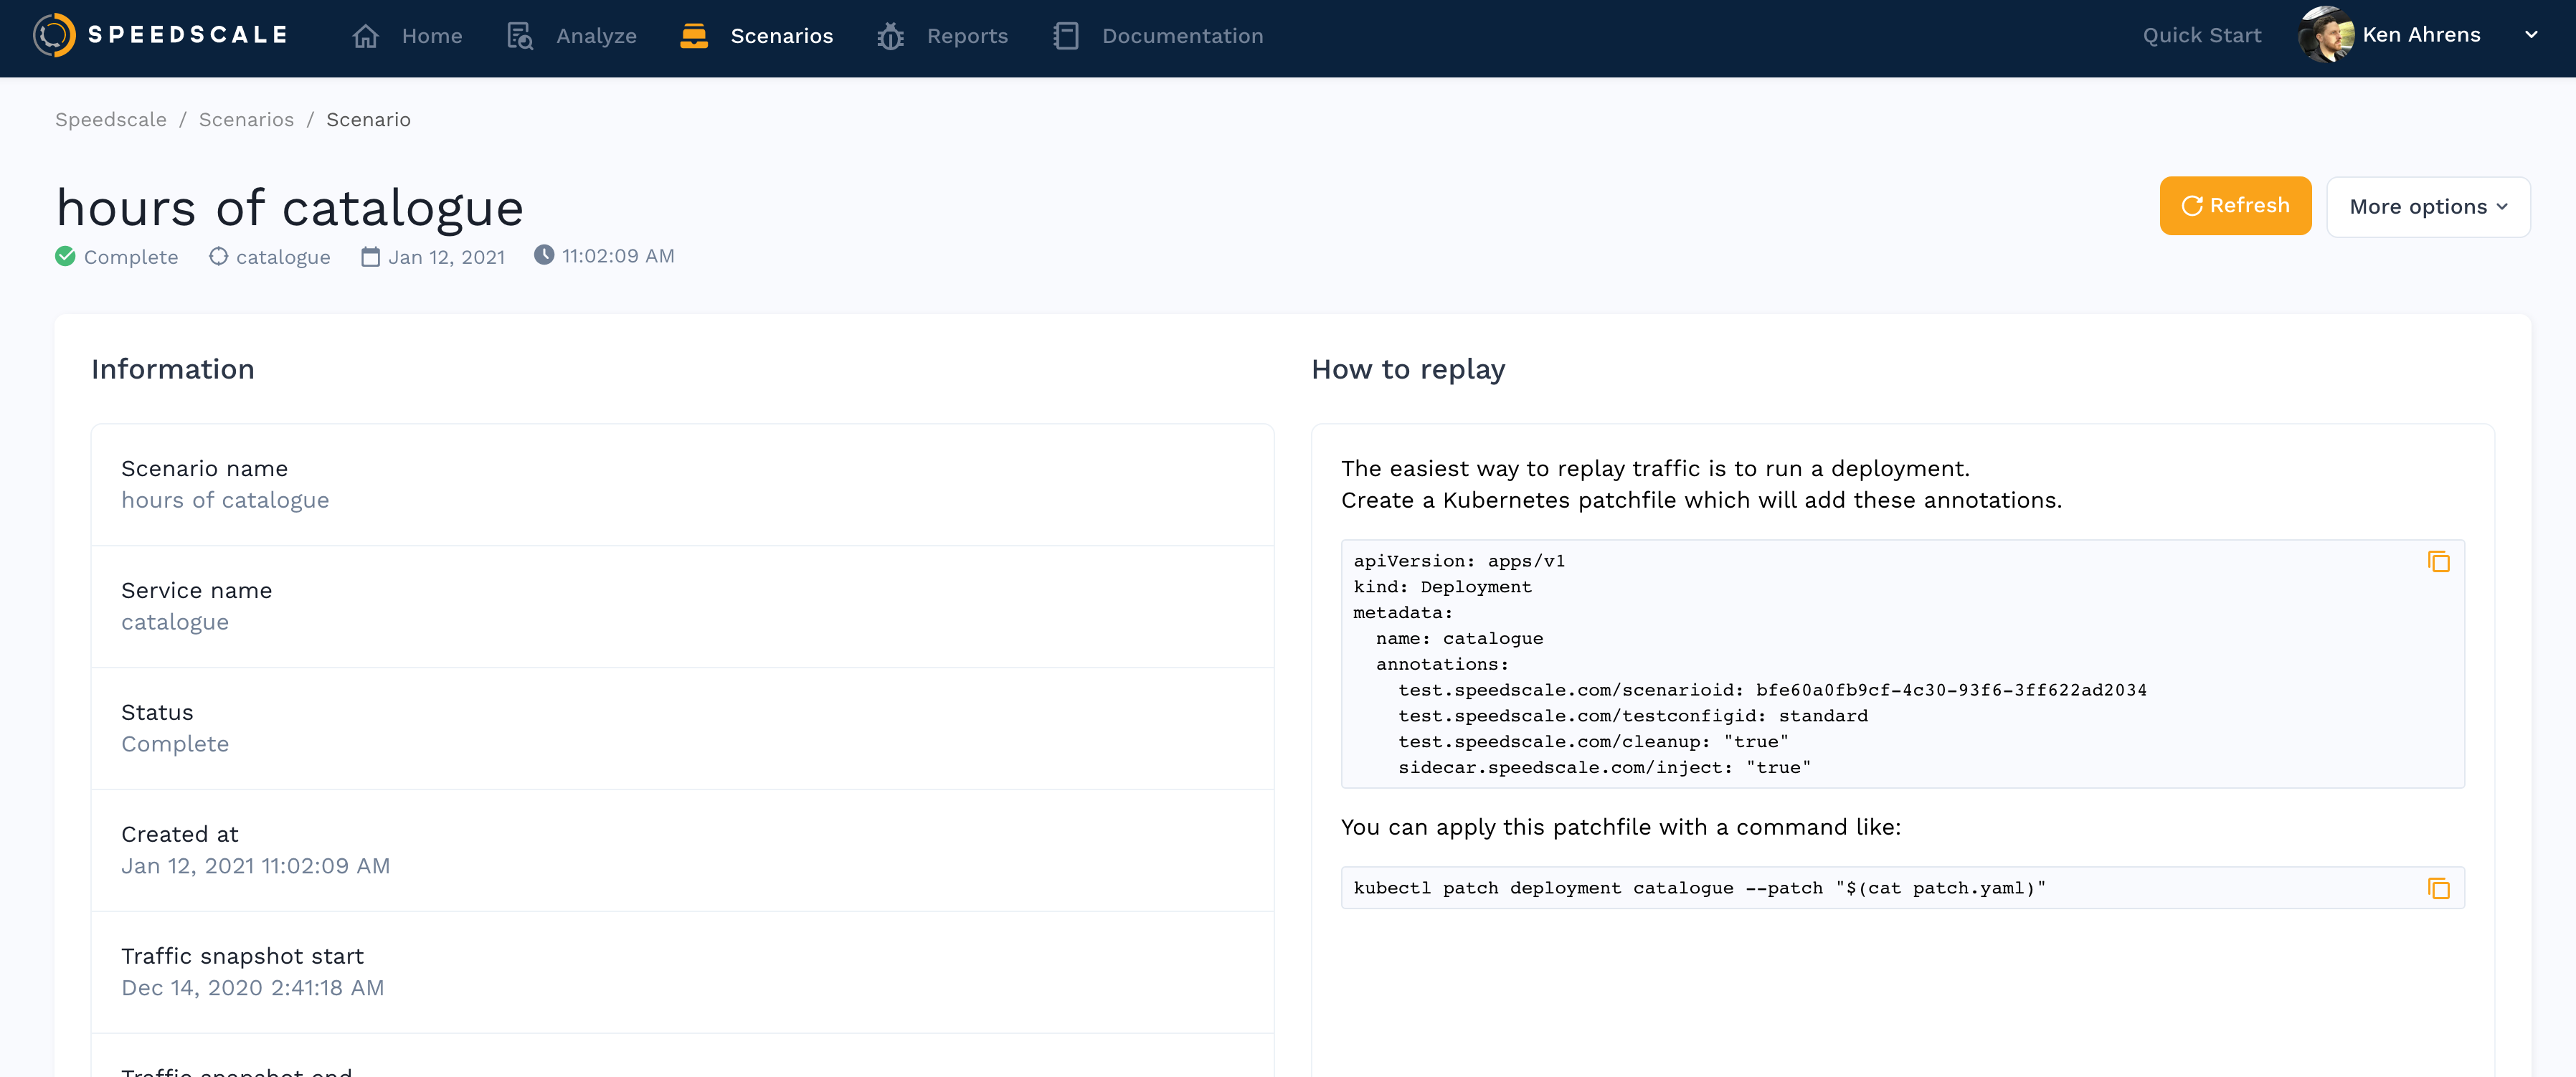 SPEEDSCALE
Home
Analyze
Scenarios
Reports
Documentation
Quick Start
Ken Ahrens
Speedscale / Scenarios / Scenario
hours of catalogue
Refresh
More options
Complete
catalogue
Jan 12, 2021
11:02:09 AM
Information
Scenario name
hours of catalogue
Service name
catalogue
Status
Complete
Created at
Jan 12, 2021 11:02:09 AM
Traffic snapshot start
Dec 14, 2020 2:41:18 AM
Traffic snapshot end
How to replay
The easiest way to replay traffic is to run a deployment.
Create a Kubernetes patchfile which will add these annotations.
apiVersion: apps/v1
kind: Deployment
metadata:
  name: catalogue
  annotations:
    test.speedscale.com/scenarioid: bfe60a0fb9cf-4c30-93f6-3ff622ad2034
    test.speedscale.com/testconfigid: standard
    test.speedscale.com/cleanup: "true"
    sidecar.speedscale.com/inject: "true"
You can apply this patchfile with a command like:
kubectl patch deployment catalogue --patch "$(cat patch.yaml)"